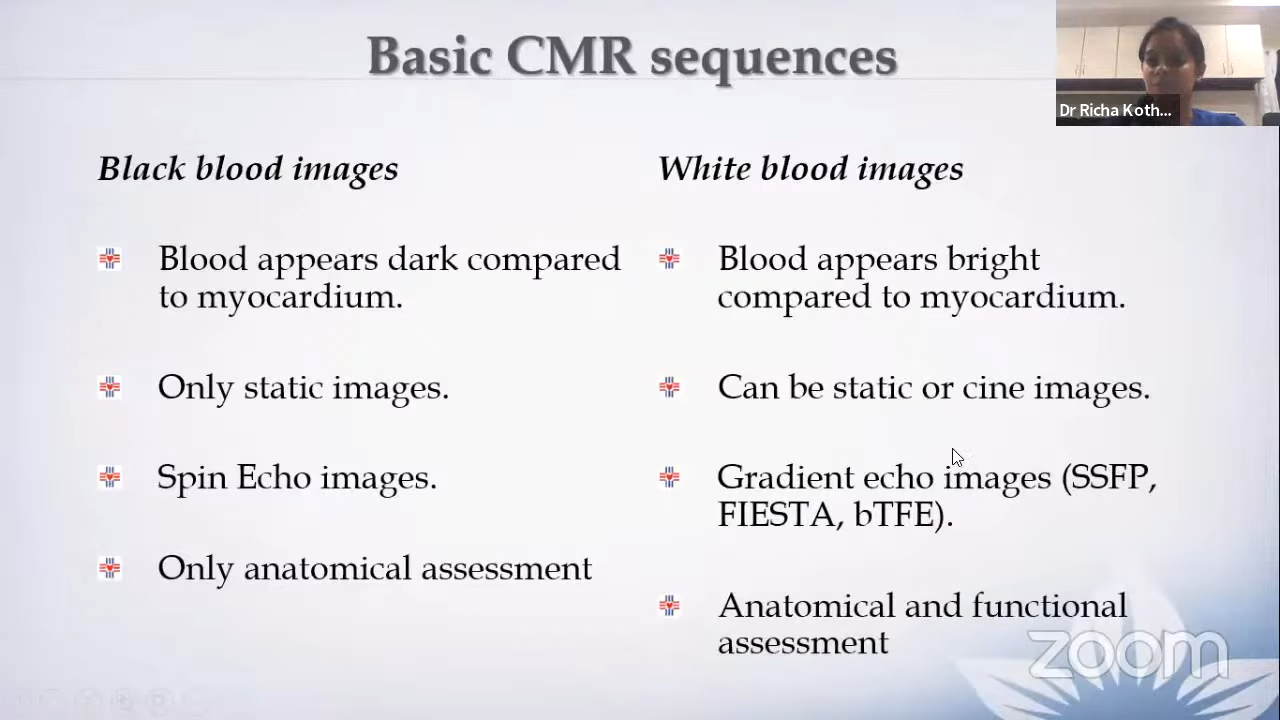 Basic CMR sequences
Dr Richa Koth...
Black blood images
Blood appears dark compared
to myocardium.
Only static images.
Spin Echo images.
Only anatomical assessment
White blood images
Blood appears bright
compared to myocardium.
Can be static or cine images.
Gradient echo images (SSFP,
FIESTA, bTFE).
Anatomical and functional
assessment
zoom